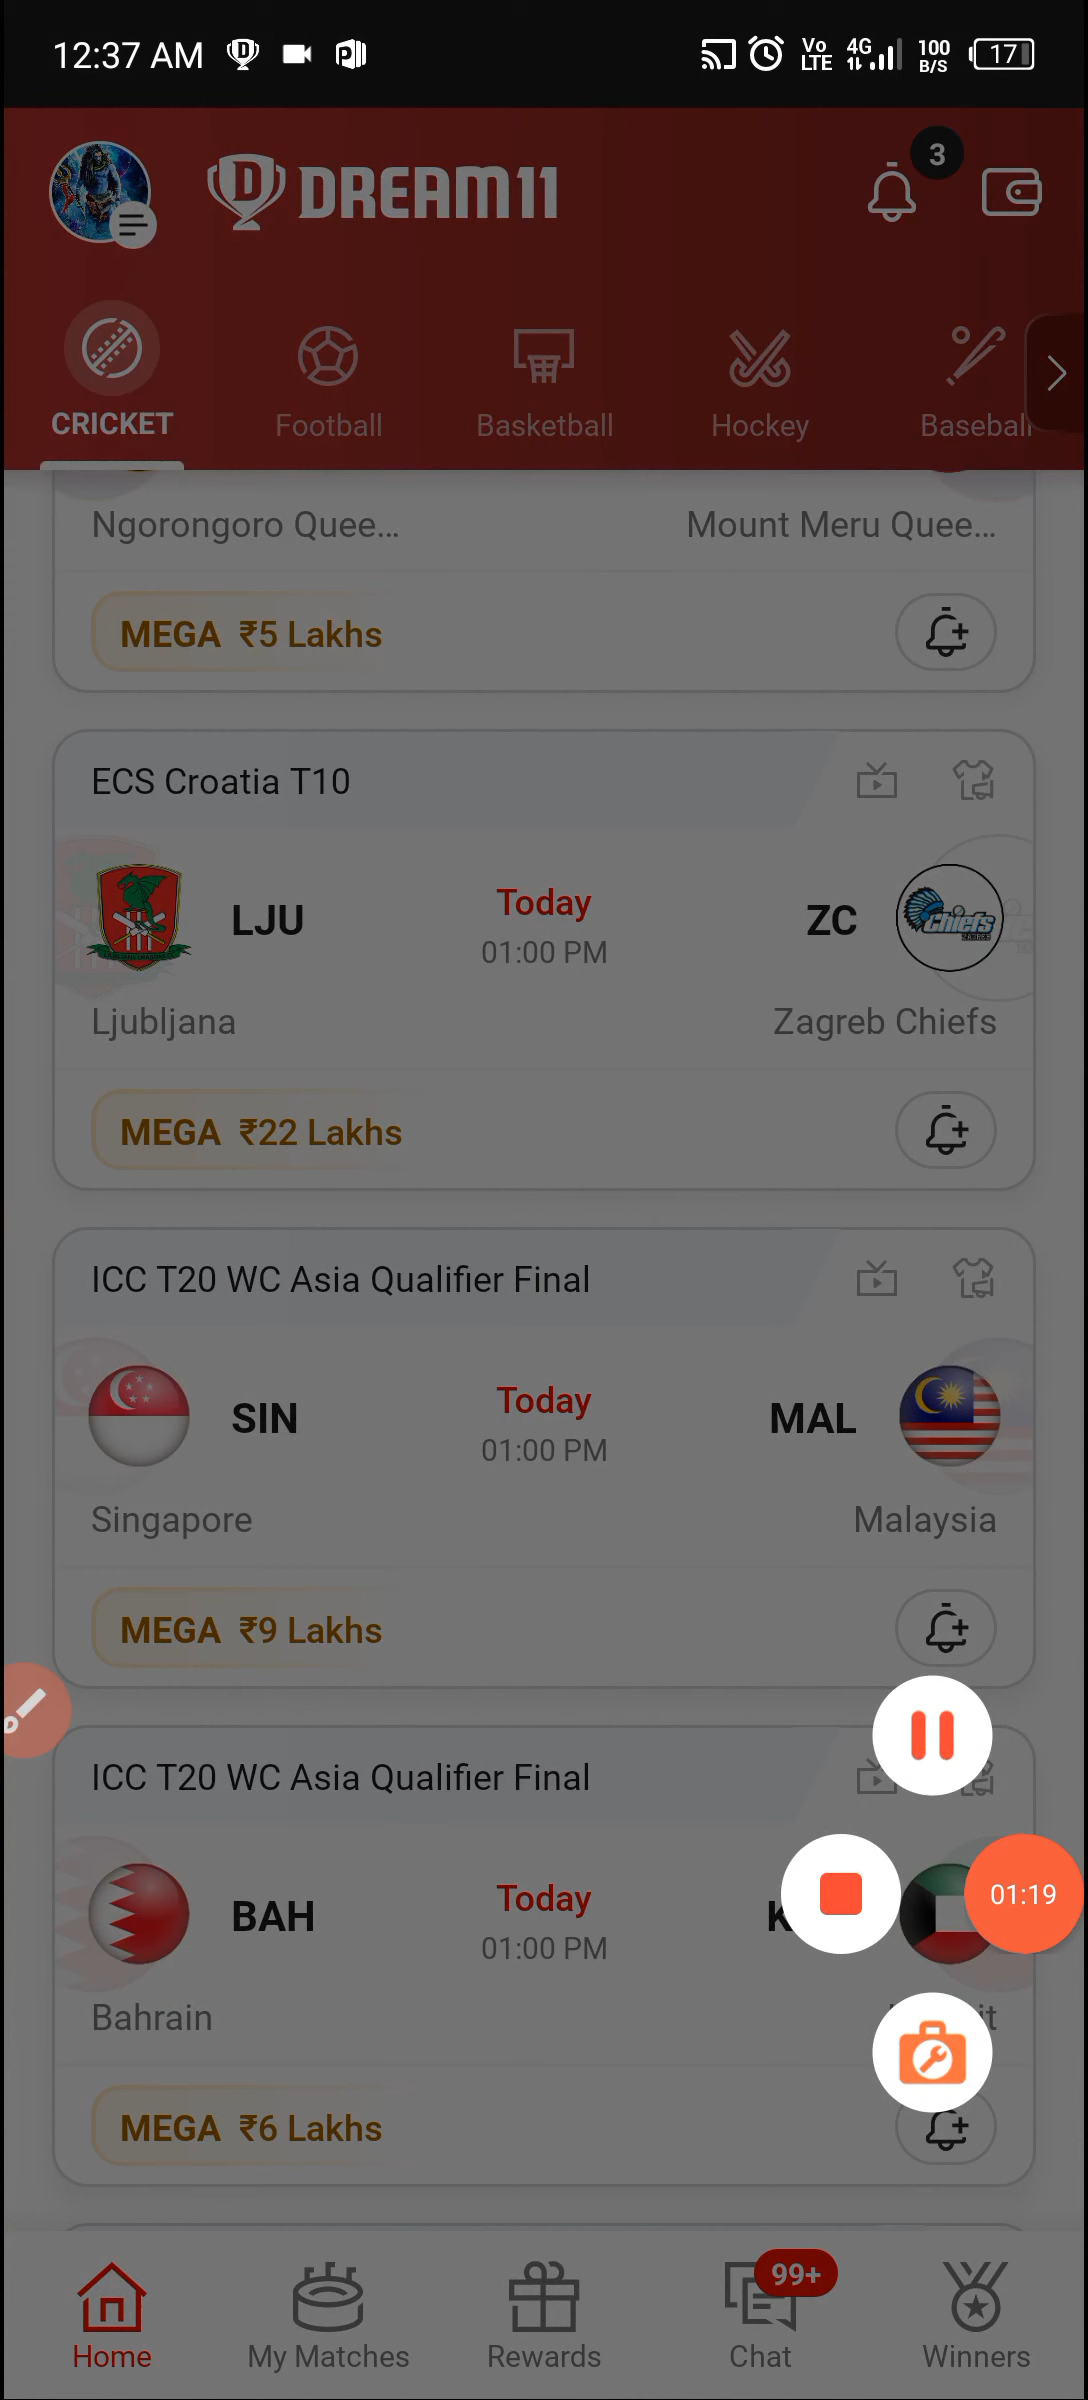 12:37 AM
Vo LTE 4G 100 B/S 17
DREAM11
3
CRICKET Football Basketball Hockey Baseball
Ngorongoro Quee... Mount Meru Quee...
MEGA ₹5 Lakhs
ECS Croatia T10
LJU Today ZC
01:00 PM
Ljubljana Zagreb Chiefs
MEGA ₹22 Lakhs
ICC T20 WC Asia Qualifier Final
SIN Today MAL
01:00 PM
Singapore Malaysia
MEGA ₹9 Lakhs
ICC T20 WC Asia Qualifier Final
BAH Today
01:00 PM
01:19
Bahrain
MEGA ₹6 Lakhs
99+
Home My Matches Rewards Chat Winners